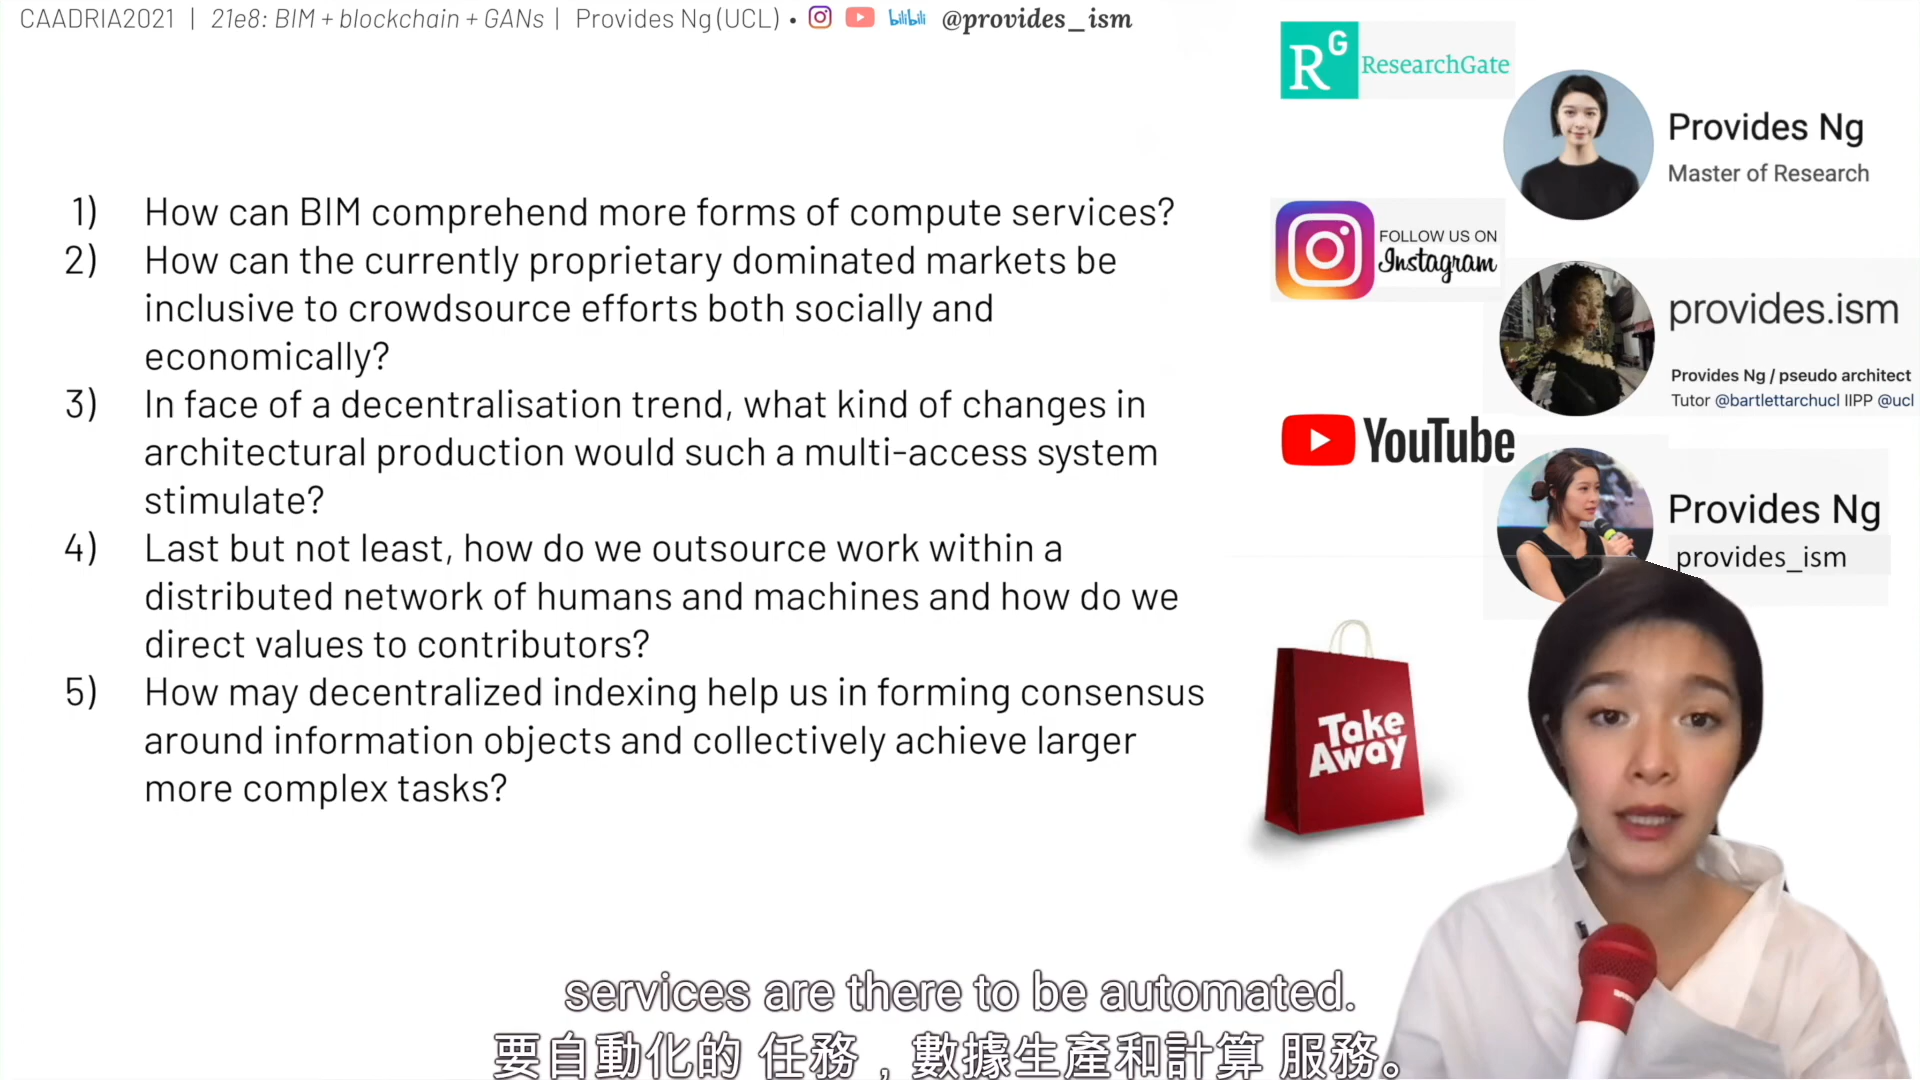 CAADRIA2021 | 21e8: BIM + blockchain + GANs | Provides Ng (UCL) • bilibili @provides_ism
1) How can BIM comprehend more forms of compute services?
2) How can the currently proprietary dominated markets be
inclusive to crowdsource efforts both socially and
economically?
3) In face of a decentralisation trend, what kind of changes in
architectural production would such a multi-access system
stimulate?
4) Last but not least, how do we outsource work within a
distributed network of humans and machines and how do we
direct values to contributors?
5) How may decentralized indexing help us in forming consensus
around information objects and collectively achieve larger
more complex tasks?
RG ResearchGate
Provides Ng
Master of Research
FOLLOW US ON
Instagram
provides.ism
Provides Ng / pseudo architect
Tutor @bartlettarchucl IIPP @ucl
YouTube
Provides Ng
provides_ism
Take
Away
services are there to be automated.
要自動化的 任務，數據生產和計算 服務。